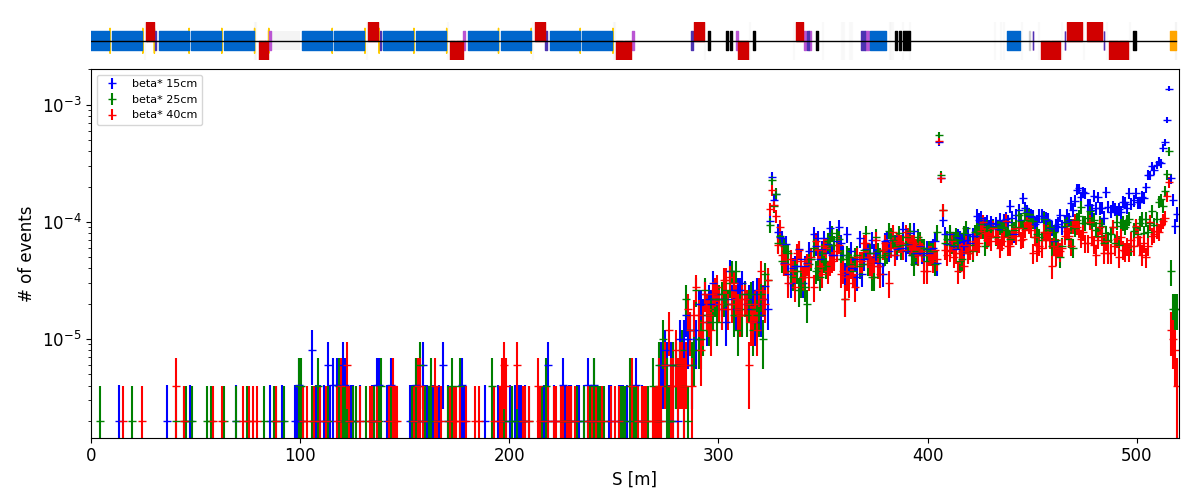 beta* 15cm
beta* 25cm
beta* 40cm
10⁻³
10⁻⁴
10⁻⁵
# of events
0 100 200 300 400 500
S [m]